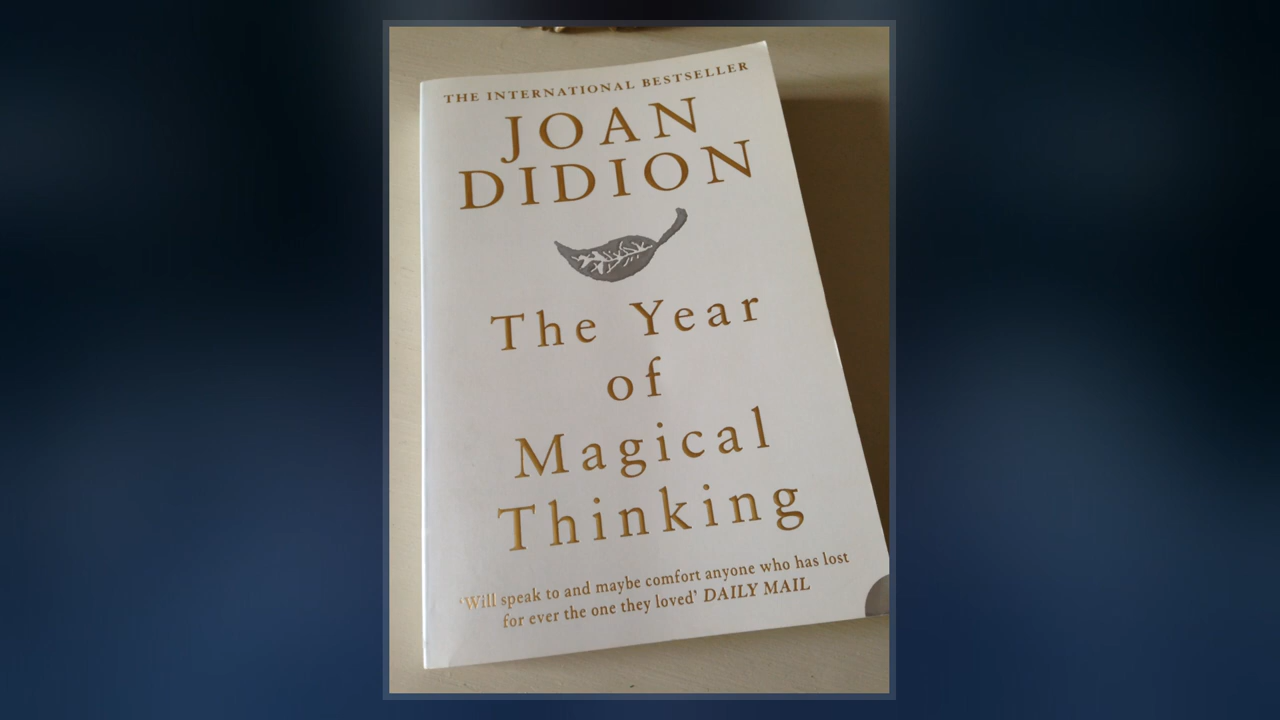 THE INTERNATIONAL BESTSELLER
JOAN
DIDION
The Year
of
Magical
Thinking
‘Will speak to and maybe comfort anyone who has lost
for ever the one they loved’ DAILY MAIL